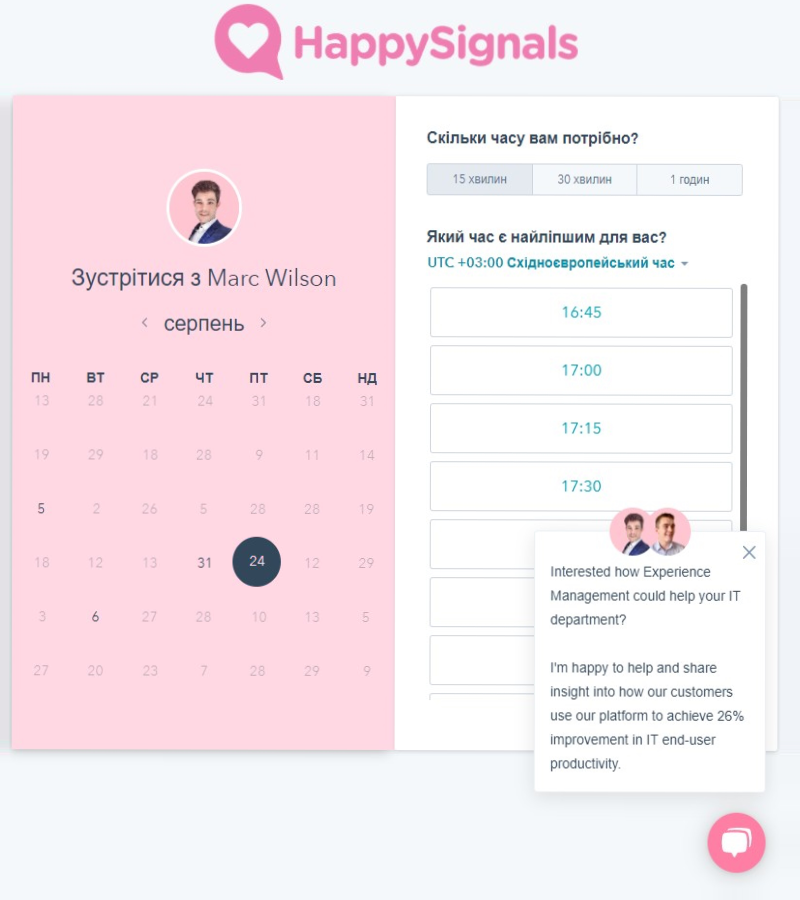 HappySignals
Зустрітися з Marc Wilson
серпень
ПН ВТ СР ЧТ ПТ СБ НД
13 28 21 24 31 18 31
19 29 18 28 9 11 14
5 2 26 5 28 28 19
18 12 13 31 24 12 29
3 6 27 28 10 13 5
27 20 23 7 28 29 9
Скільки часу вам потрібно?
15 хвилин 30 хвилин 1 годин
Який час є найліпшим для вас?
UTC +03:00 Східноєвропейський час
16:45
17:00
17:15
17:30
Interested how Experience
Management could help your IT
department?
I'm happy to help and share
insight into how our customers
use our platform to achieve 26%
improvement in IT end-user
productivity.